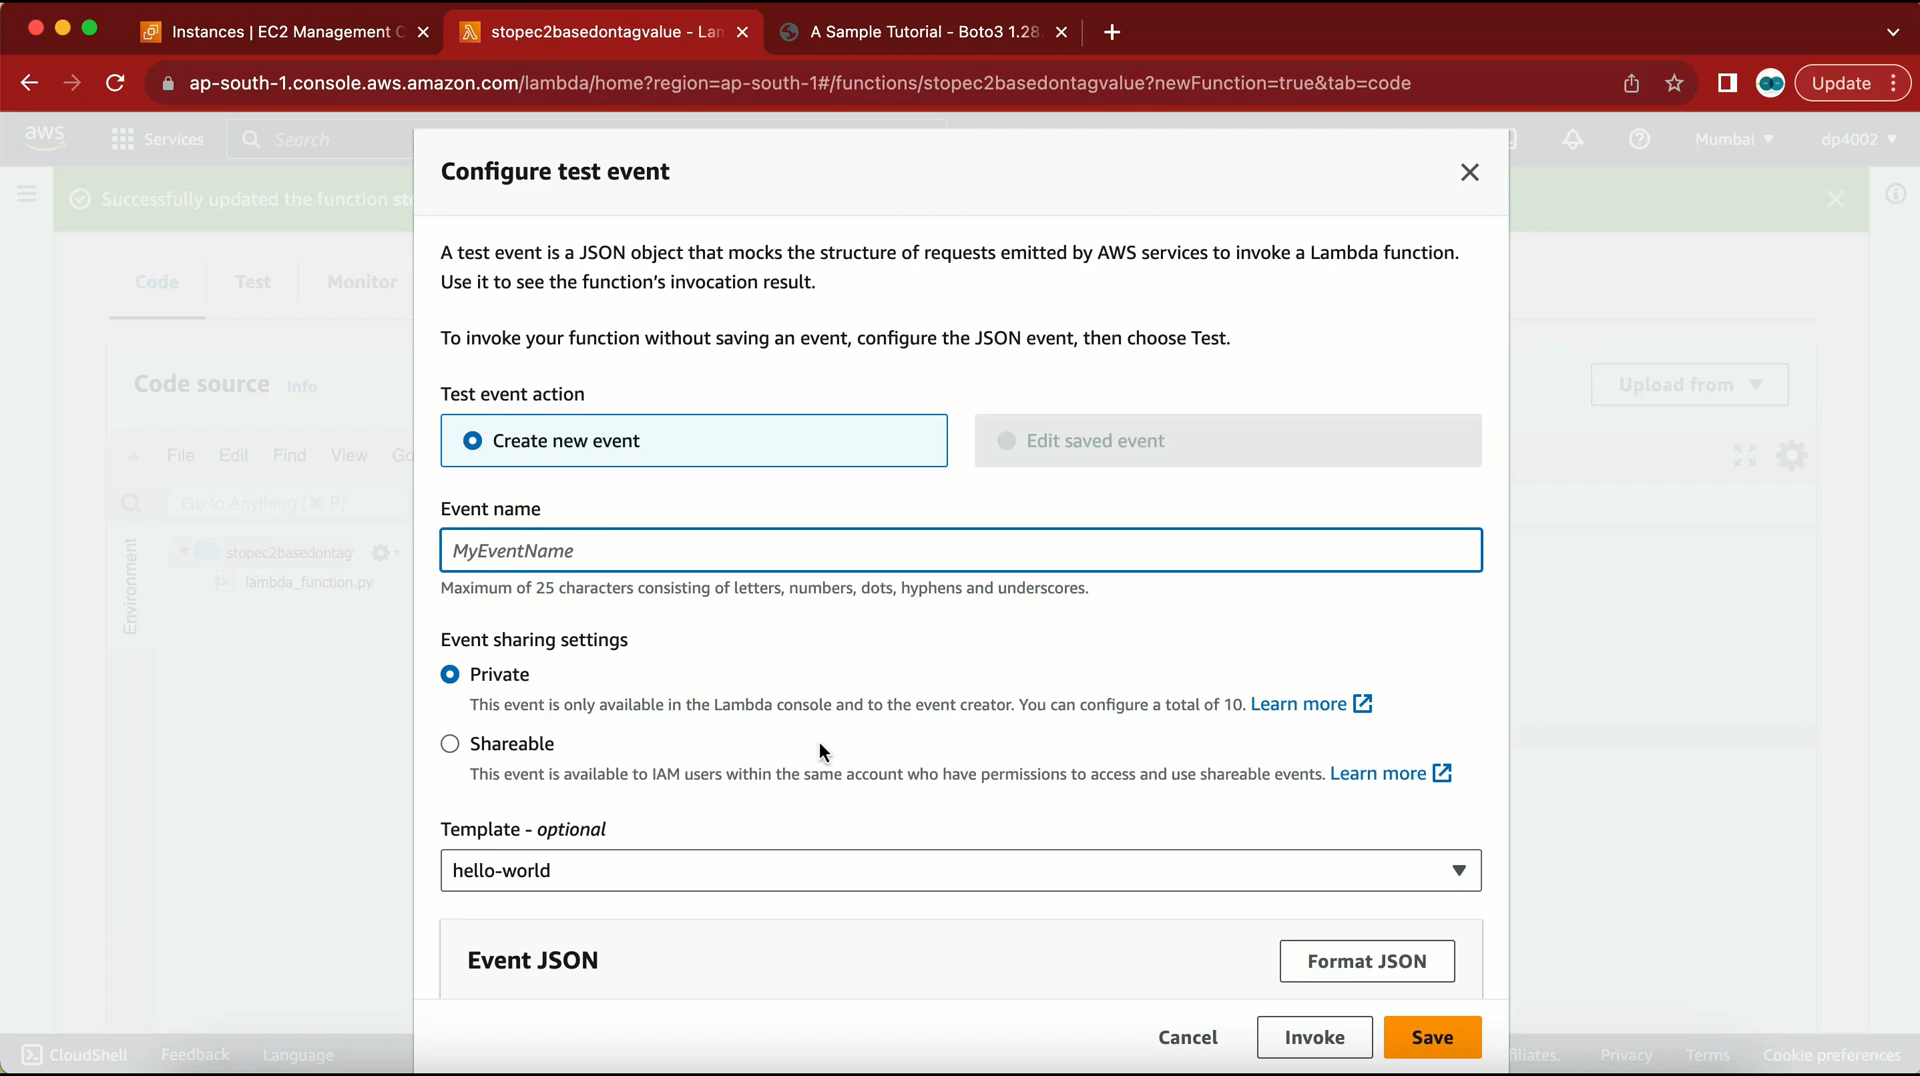 Instances | EC2 Management C
stopec2basedontagvalue - Lam
A Sample Tutorial - Boto3 1.28
ap-south-1.console.aws.amazon.com/lambda/home?region=ap-south-1#/functions/stopec2basedontagvalue?newFunction=true&tab=code
Update
aws
Services
Search
Mumbai
dp4002
Configure test event
Successfully updated the function
A test event is a JSON object that mocks the structure of requests emitted by AWS services to invoke a Lambda function.
Use it to see the function's invocation result.
Code
Test
Monitor
To invoke your function without saving an event, configure the JSON event, then choose Test.
Code source Info
Upload from
Test event action
Create new event
Edit saved event
File Edit Find View Go
Go to Anything (⌘ P)
Event name
MyEventName
Maximum of 25 characters consisting of letters, numbers, dots, hyphens and underscores.
Environment
stopec2basedontag
lambda_function.py
Event sharing settings
Private
This event is only available in the Lambda console and to the event creator. You can configure a total of 10. Learn more
Shareable
This event is available to IAM users within the same account who have permissions to access and use shareable events. Learn more
Template - optional
hello-world
Event JSON
Format JSON
Cancel
Invoke
Save
CloudShell
Feedback
Language
filiates.
Privacy
Terms
Cookie preferences